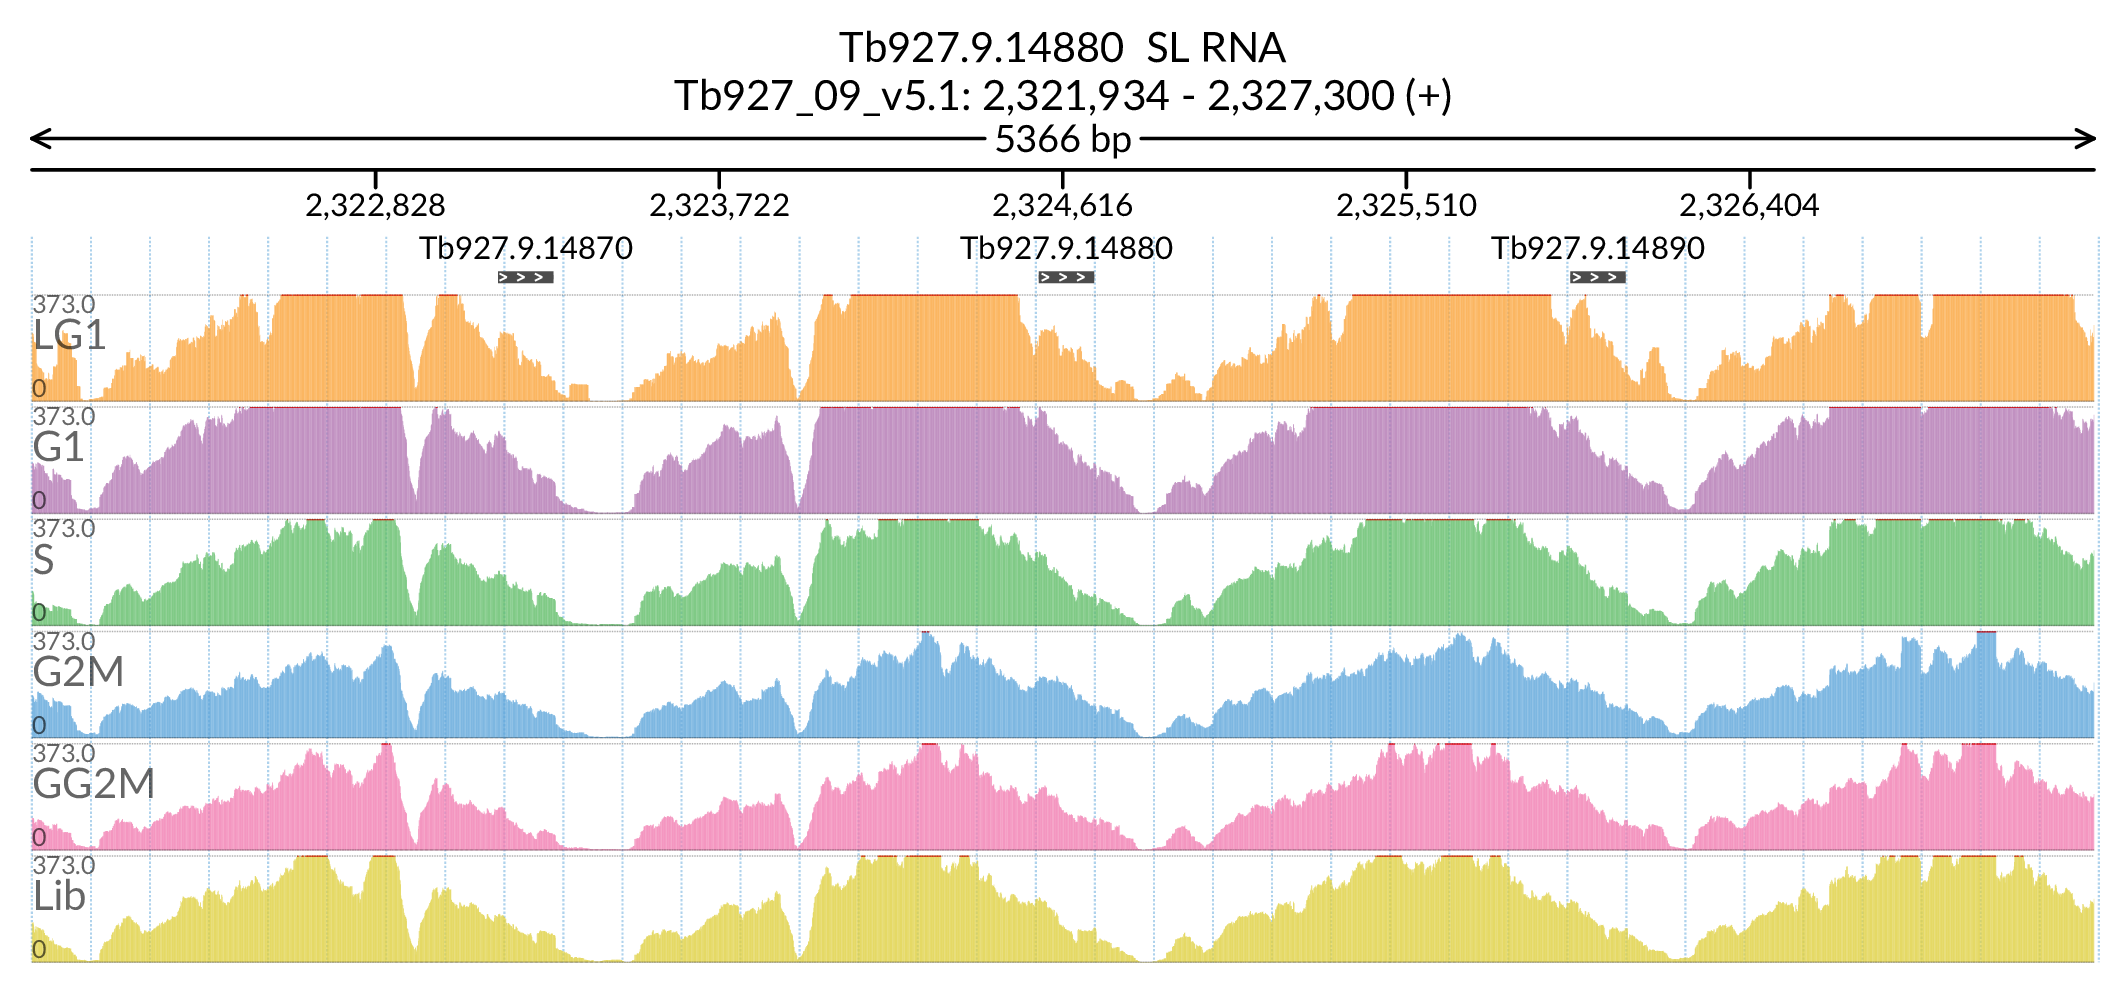 Tb927.9.14880 SL RNA
Tb927_09_v5.1: 2,321,934 - 2,327,300 (+)
5366 bp
2,322,828 2,323,722 2,324,616 2,325,510 2,326,404
Tb927.9.14870 Tb927.9.14880 Tb927.9.14890
373.0
LG1
0
373.0
G1
0
373.0
S
0
373.0
G2M
0
373.0
GG2M
0
373.0
Lib
0